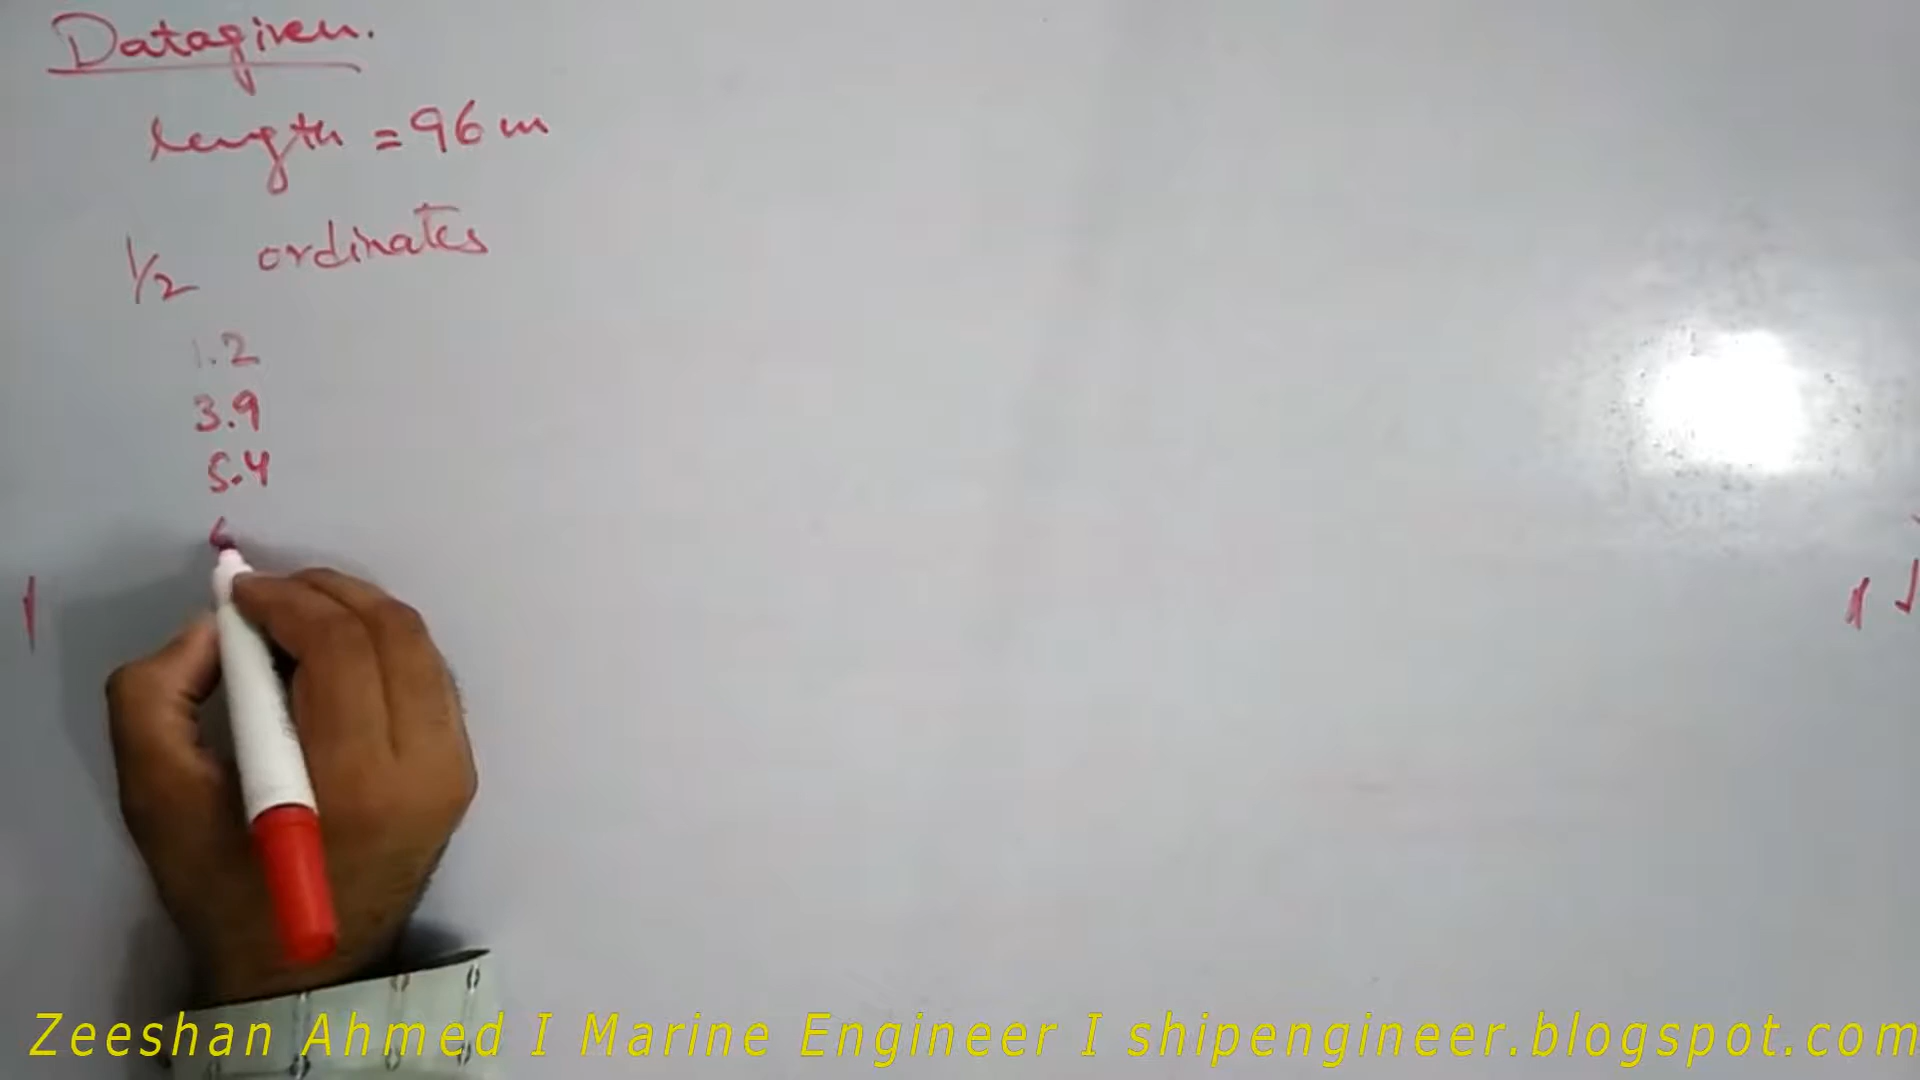 Datagiven.
length = 96 m
1/2 ordinates
1.2
3.9
5.4
Zeeshan Ahmed I Marine Engineer I shipengineer.blogspot.com